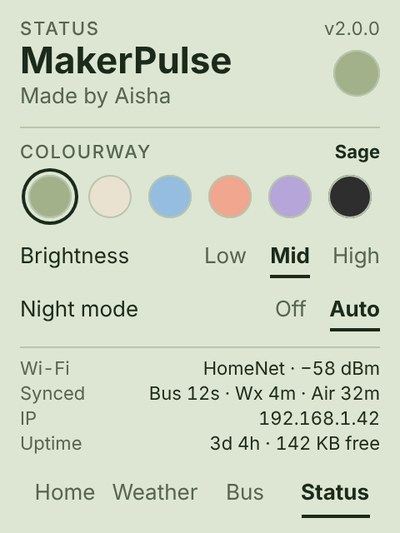 STATUS v2.0.0
MakerPulse
Made by Aisha
COLOURWAY Sage
Brightness Low Mid High
Night mode Off Auto
Wi-Fi HomeNet · −58 dBm
Synced Bus 12s · Wx 4m · Air 32m
IP 192.168.1.42
Uptime 3d 4h · 142 KB free
Home Weather Bus Status